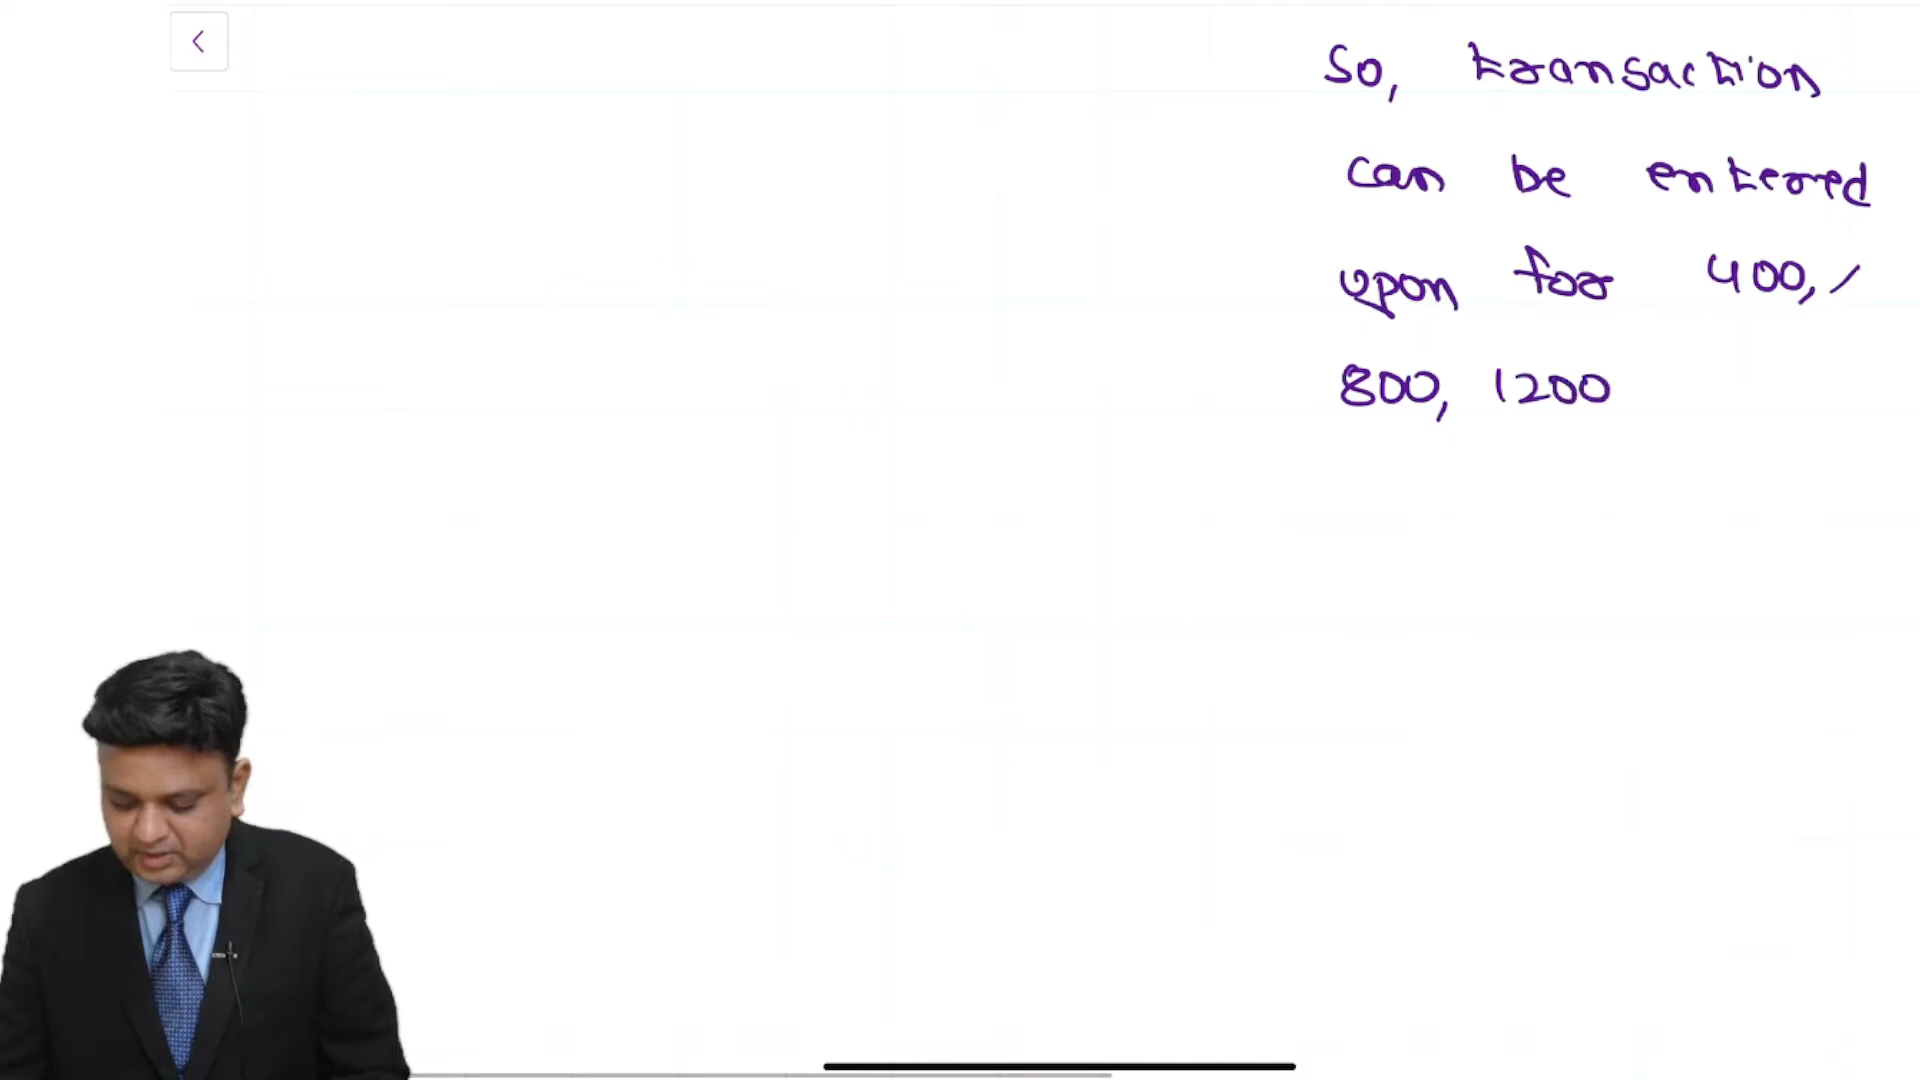 So, transaction
can be entered
upon for 400,
800, 1200